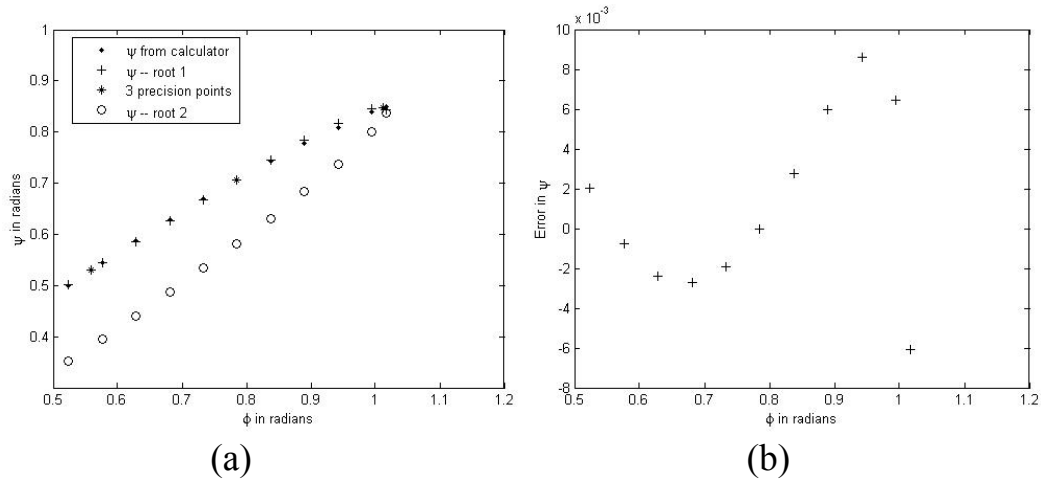 1
0.9
0.8
0.7
0.6
0.5
0.4
ψ in radians
ψ from calculator
ψ -- root 1
3 precision points
ψ -- root 2
0.5 0.6 0.7 0.8 0.9 1 1.1 1.2
ϕ in radians
(a)
x 10⁻³
10
8
6
4
2
0
-2
-4
-6
-8
Error in ψ
0.5 0.6 0.7 0.8 0.9 1 1.1 1.2
ϕ in radians
(b)